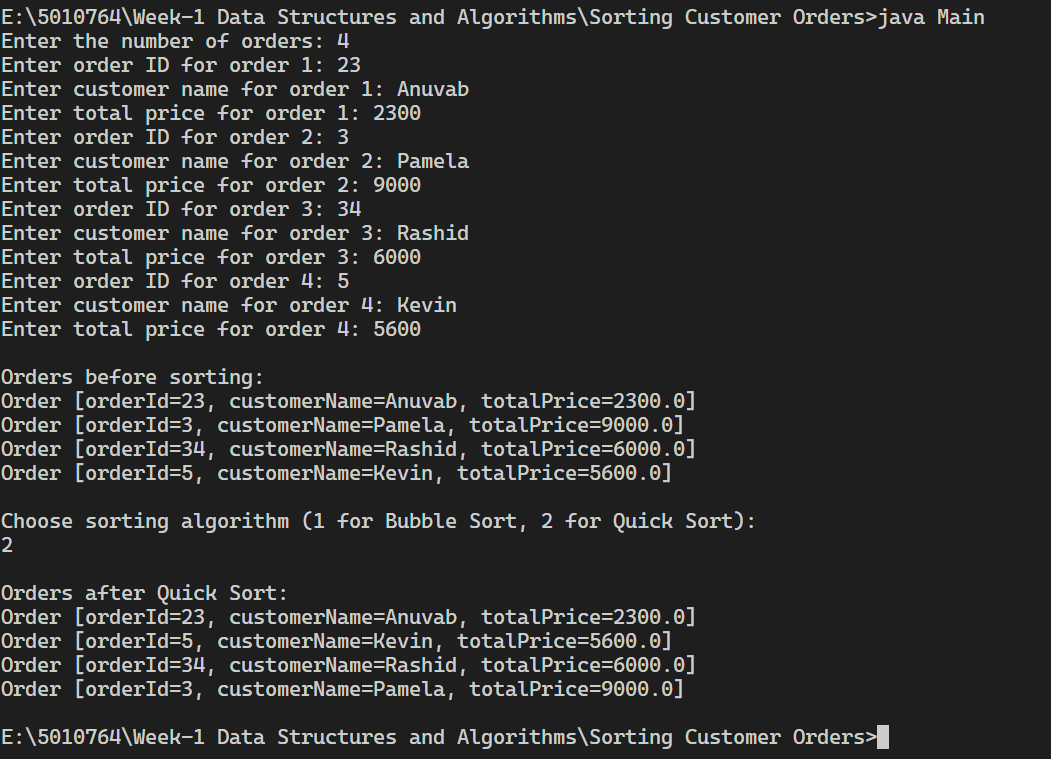 E:\5010764\Week-1 Data Structures and Algorithms\Sorting Customer Orders>java Main
Enter the number of orders: 4
Enter order ID for order 1: 23
Enter customer name for order 1: Anuvab
Enter total price for order 1: 2300
Enter order ID for order 2: 3
Enter customer name for order 2: Pamela
Enter total price for order 2: 9000
Enter order ID for order 3: 34
Enter customer name for order 3: Rashid
Enter total price for order 3: 6000
Enter order ID for order 4: 5
Enter customer name for order 4: Kevin
Enter total price for order 4: 5600

Orders before sorting:
Order [orderId=23, customerName=Anuvab, totalPrice=2300.0]
Order [orderId=3, customerName=Pamela, totalPrice=9000.0]
Order [orderId=34, customerName=Rashid, totalPrice=6000.0]
Order [orderId=5, customerName=Kevin, totalPrice=5600.0]

Choose sorting algorithm (1 for Bubble Sort, 2 for Quick Sort):
2

Orders after Quick Sort:
Order [orderId=23, customerName=Anuvab, totalPrice=2300.0]
Order [orderId=5, customerName=Kevin, totalPrice=5600.0]
Order [orderId=34, customerName=Rashid, totalPrice=6000.0]
Order [orderId=3, customerName=Pamela, totalPrice=9000.0]

E:\5010764\Week-1 Data Structures and Algorithms\Sorting Customer Orders>